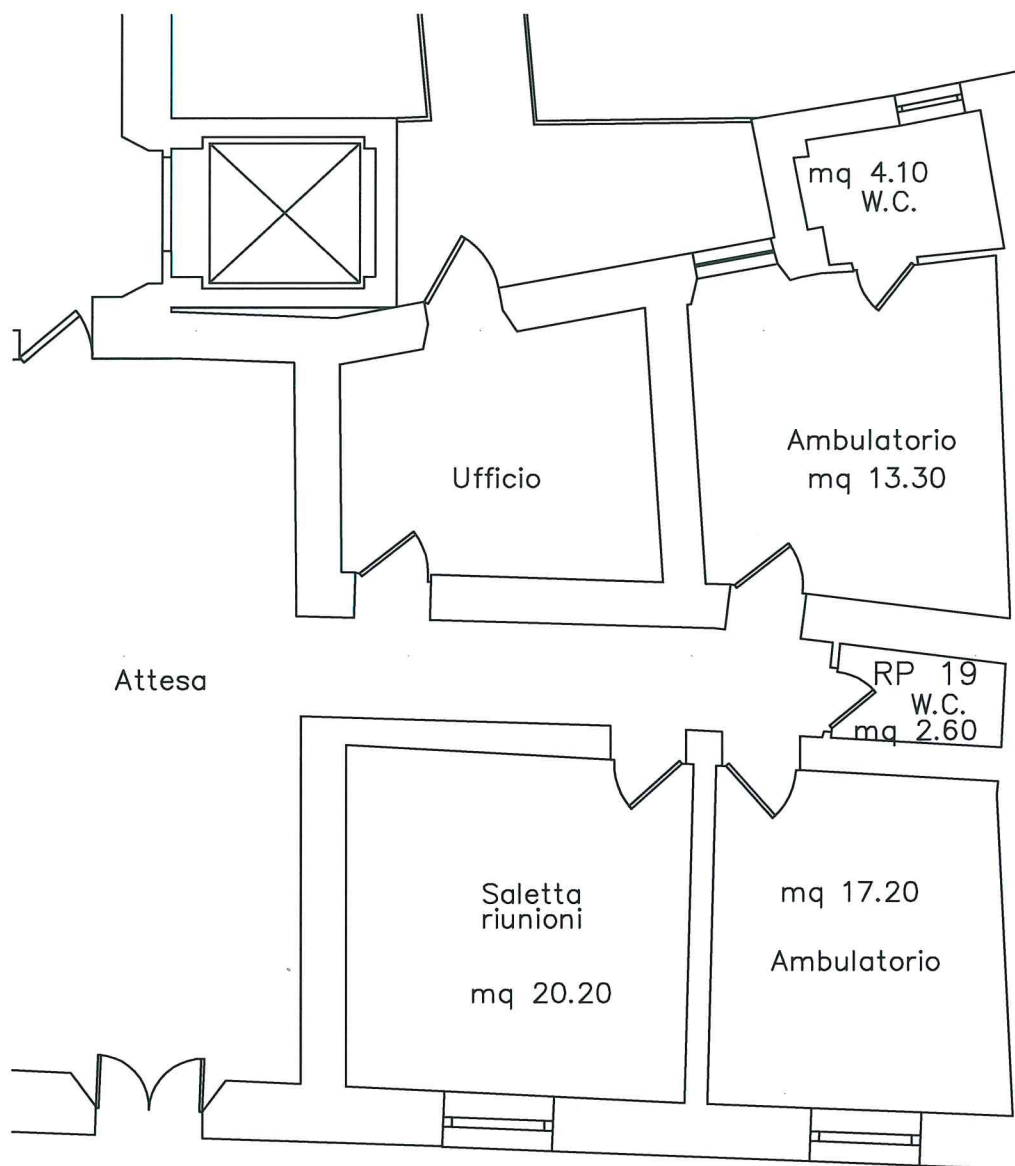 mq 4.10
W.C.
Ambulatorio
mq 13.30
Ufficio
Attesa
RP 19
W.C.
mq 2.60
Saletta
riunioni
mq 20.20
mq 17.20
Ambulatorio